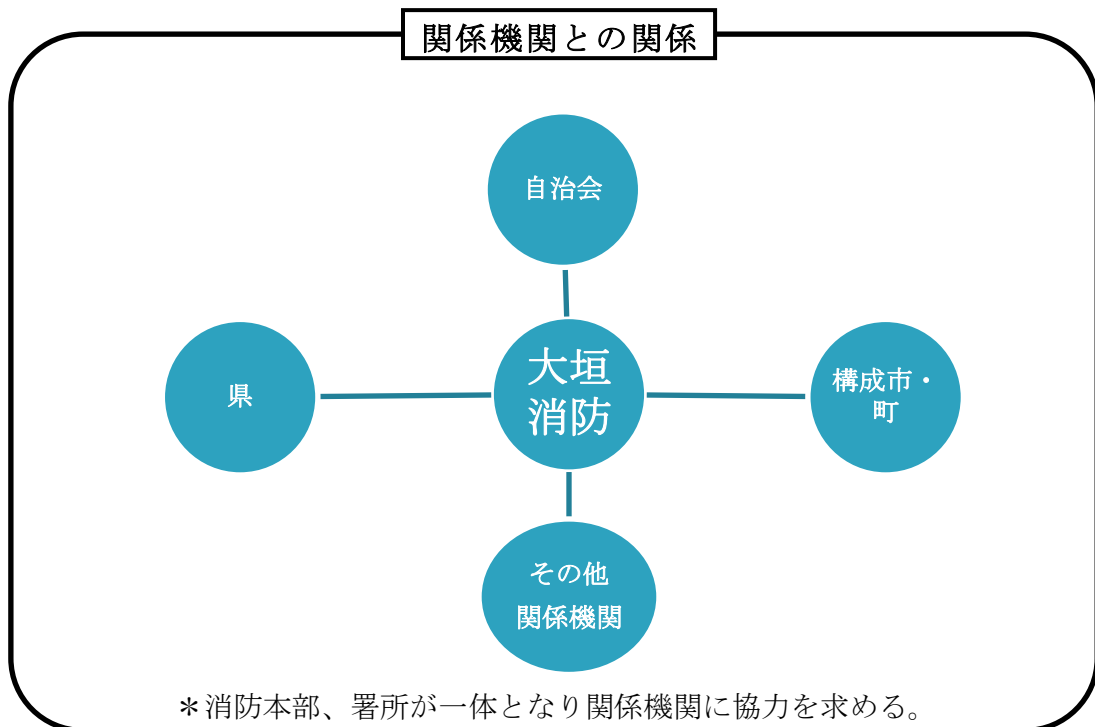 関係機関との関係
自治会
県
大垣
消防
構成市・
町
その他
関係機関
＊消防本部、署所が一体となり関係機関に協力を求める。